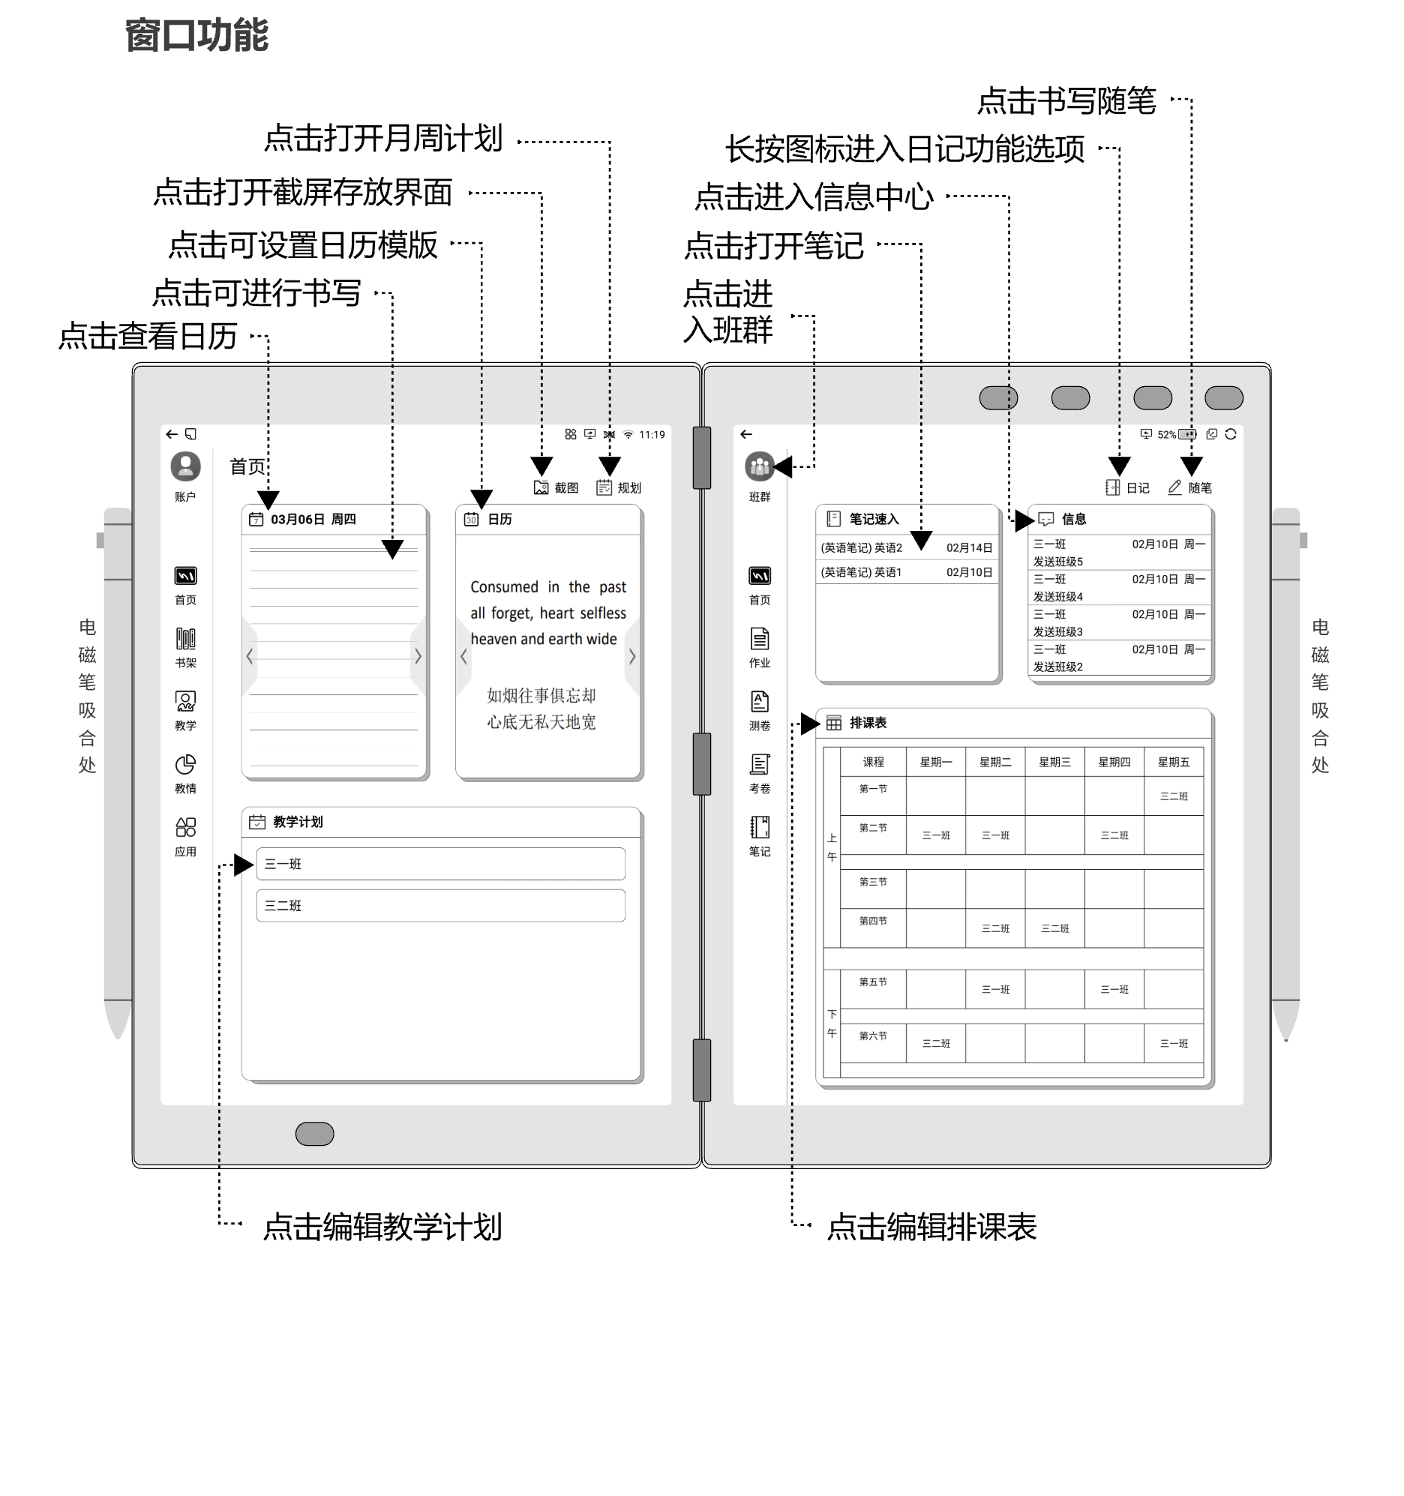 窗口功能
点击书写随笔
点击打开月周计划
长按图标进入日记功能选项
点击打开截屏存放界面
点击进入信息中心
点击可设置日历模版
点击打开笔记
点击可进行书写
点击进
入班群
点击查看日历
11:19
账户
首页
截图
规划
03月06日 周四
日历
Consumed in the past
all forget, heart selfless
heaven and earth wide
如烟往事俱忘却
心底无私天地宽
首页
书架
教学
教情
应用
教学计划
三一班
三二班
电磁笔吸合处
52%
班群
日记
随笔
笔记速入
(英语笔记) 英语2 02月14日
(英语笔记) 英语1 02月10日
信息
三一班 02月10日 周一
发送班级5
三一班 02月10日 周一
发送班级4
三一班 02月10日 周一
发送班级3
三一班 02月10日 周一
发送班级2
首页
作业
测卷
考卷
笔记
排课表
课程 星期一 星期二 星期三 星期四 星期五
上午
第一节 三二班
第二节 三一班 三一班 三二班
第三节
第四节 三二班 三二班
下午
第五节 三一班 三一班
第六节 三二班 三一班
电磁笔吸合处
点击编辑教学计划
点击编辑排课表